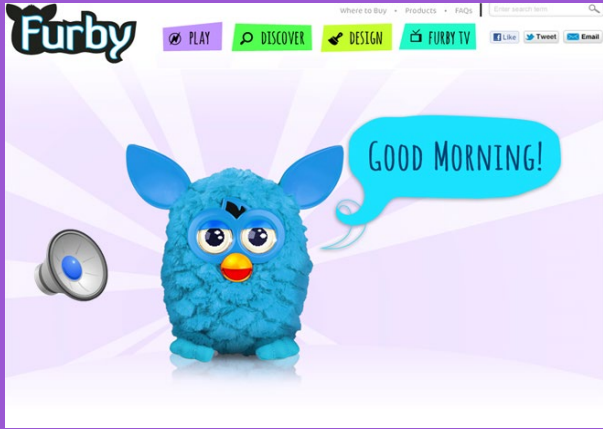 Where to Buy • Products • FAQs
Enter search term
Furby
PLAY
DISCOVER
DESIGN
FURBY TV
Like
Tweet
Email
GOOD MORNING!